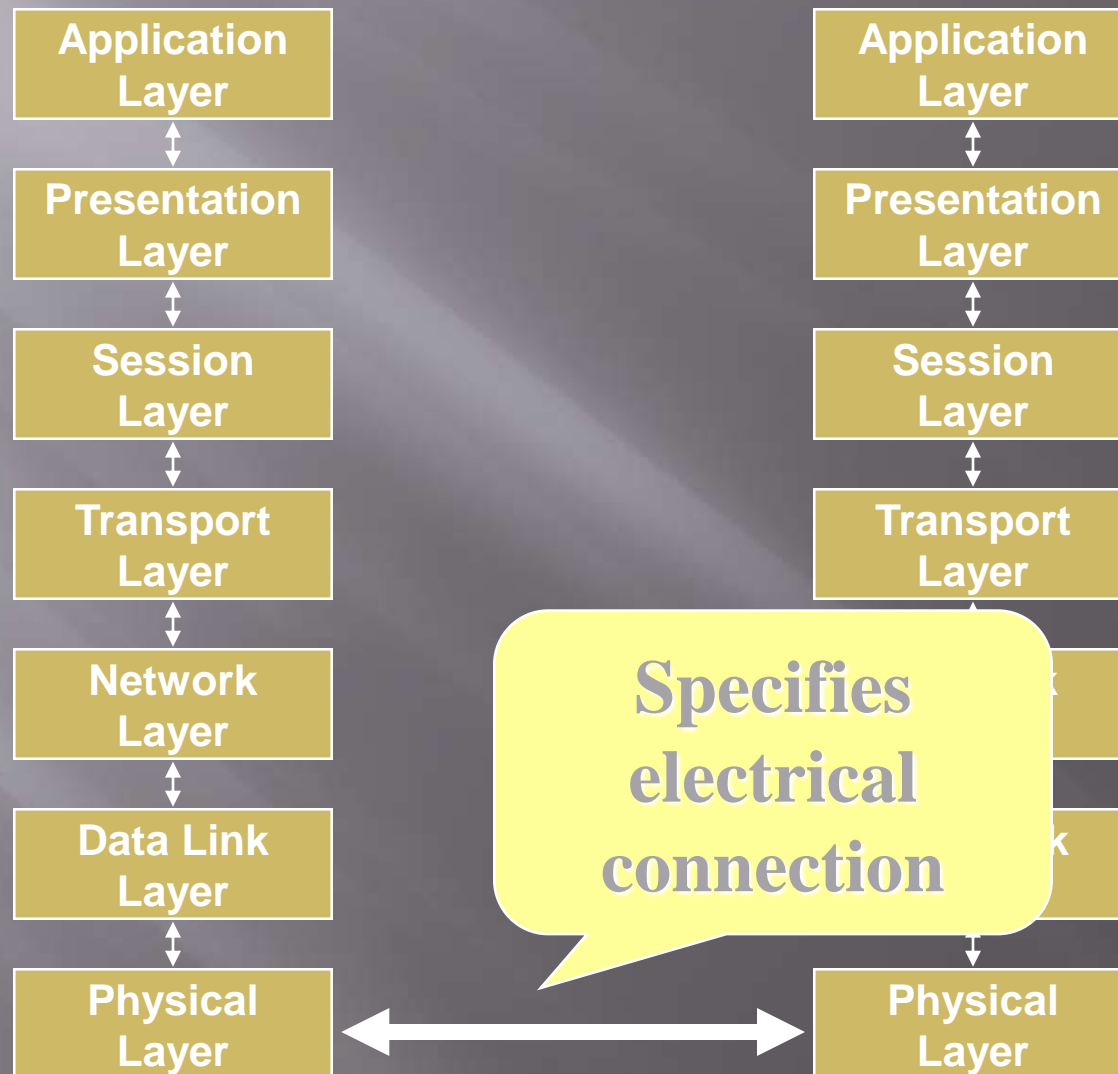 Application
Layer
Presentation
Layer
Session
Layer
Transport
Layer
Network
Layer
Data Link
Layer
Physical
Layer
Application
Layer
Presentation
Layer
Session
Layer
Transport
Layer
Specifies
electrical
connection
k
k
Physical
Layer